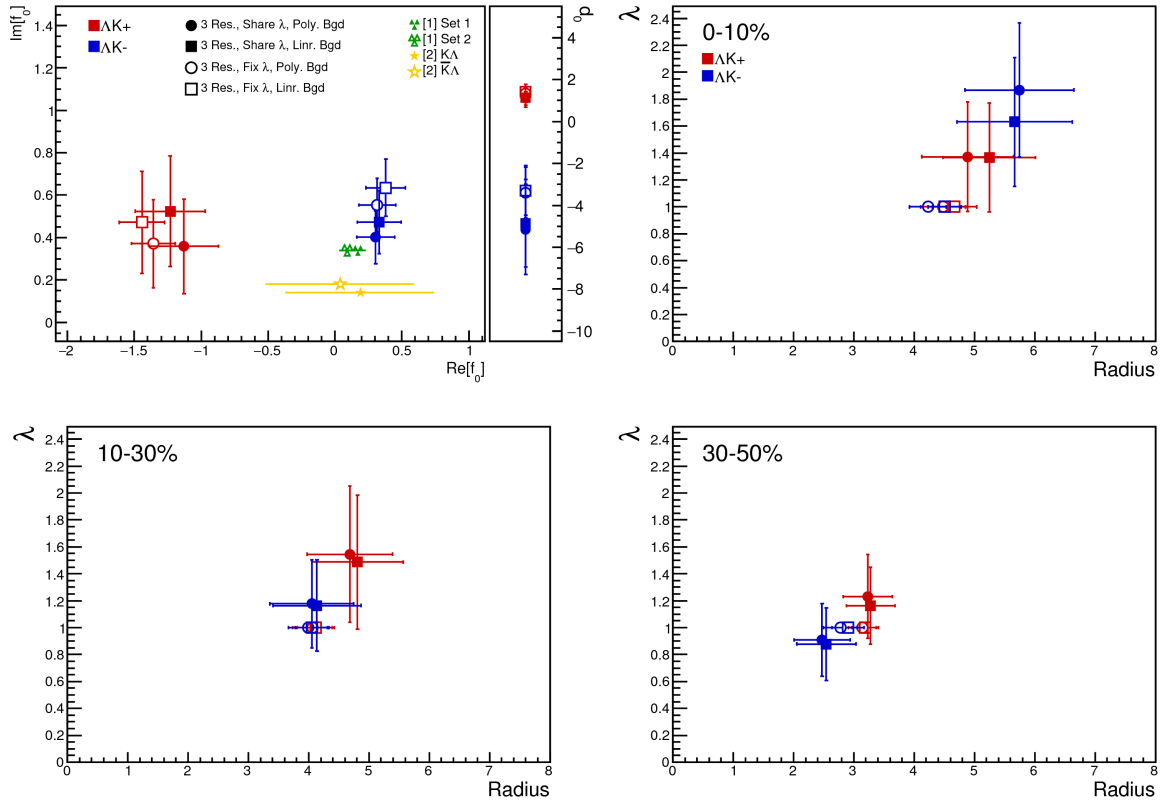 Im[f0]
ΛK+
ΛK-
3 Res., Share λ, Poly. Bgd
3 Res., Share λ, Linr. Bgd
3 Res., Fix λ, Poly. Bgd
3 Res., Fix λ, Linr. Bgd
[1] Set 1
[1] Set 2
[2] KΛ
[2] K̅Λ
1.4
1.2
1
0.8
0.6
0.4
0.2
0
−2
−1.5
−1
−0.5
0
0.5
1
Re[f0]
d0
4
2
0
−2
−4
−6
−8
−10
λ
0-10%
ΛK+
ΛK-
2.4
2.2
2
1.8
1.6
1.4
1.2
1
0.8
0.6
0.4
0.2
0
0 1 2 3 4 5 6 7 8
Radius
λ
10-30%
2.4
2.2
2
1.8
1.6
1.4
1.2
1
0.8
0.6
0.4
0.2
0
0 1 2 3 4 5 6 7 8
Radius
λ
30-50%
2.4
2.2
2
1.8
1.6
1.4
1.2
1
0.8
0.6
0.4
0.2
0
0 1 2 3 4 5 6 7 8
Radius